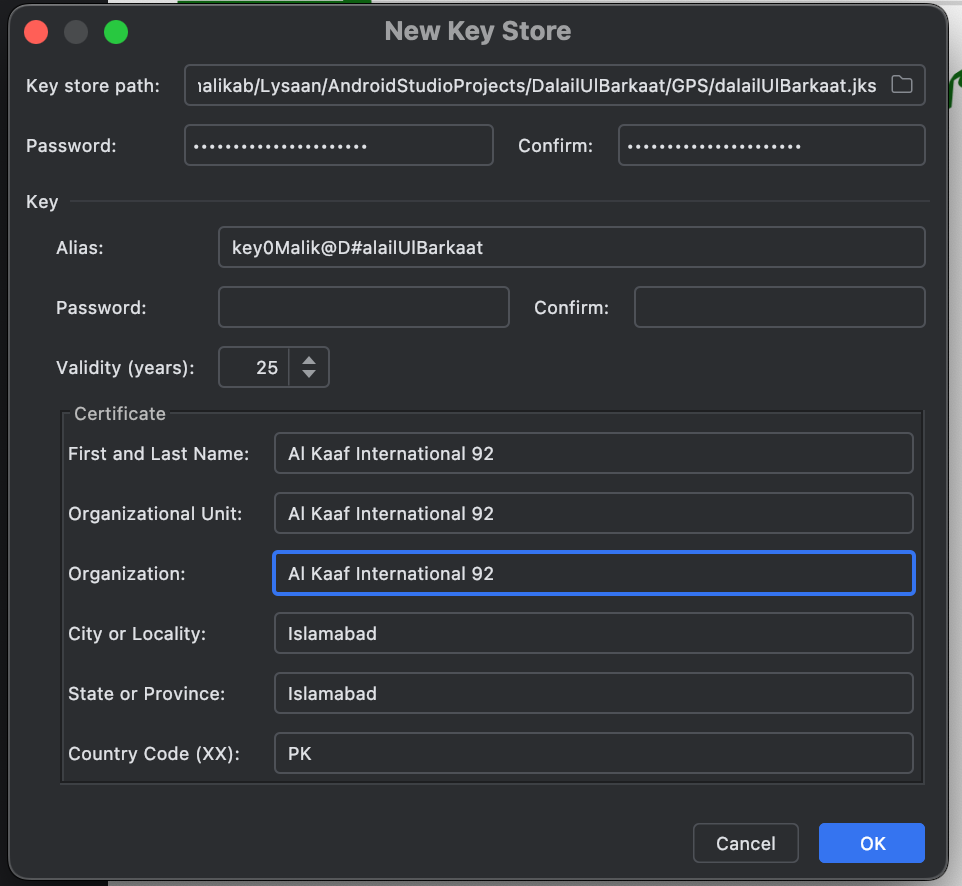 New Key Store
Key store path: malikab/Lysaan/AndroidStudioProjects/DalailUlBarkaat/GPS/dalailUlBarkaat.jks
Password: •••••••••••••••••••••• Confirm: ••••••••••••••••••••••
Key
Alias: key0Malik@D#alailUlBarkaat
Password: Confirm:
Validity (years): 25
Certificate
First and Last Name: Al Kaaf International 92
Organizational Unit: Al Kaaf International 92
Organization: Al Kaaf International 92
City or Locality: Islamabad
State or Province: Islamabad
Country Code (XX): PK
Cancel OK